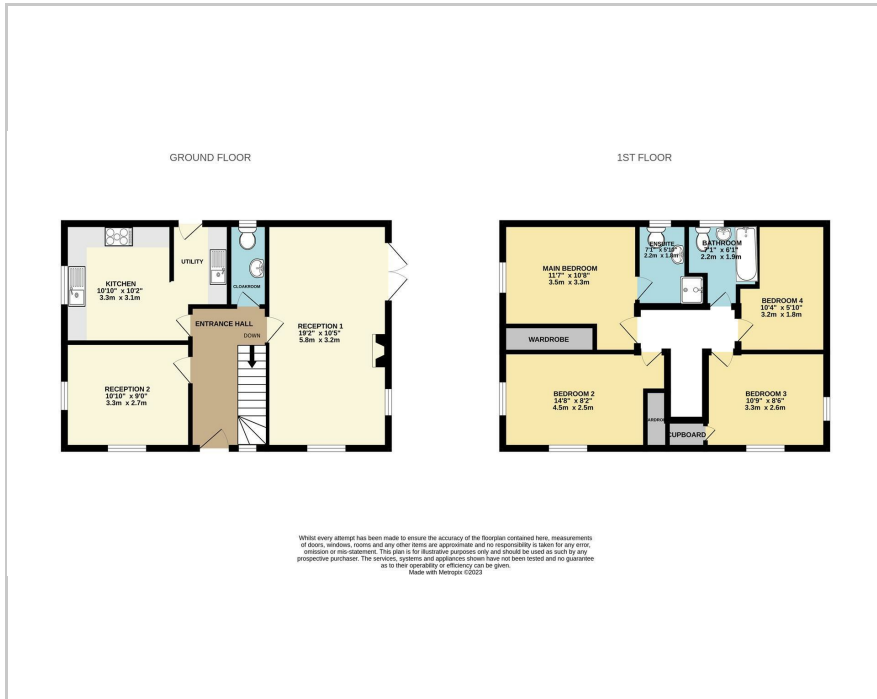 GROUND FLOOR
KITCHEN
10'10" x 10'2"
3.3m x 3.1m
UTILITY
CLOAKROOM
ENTRANCE HALL
DOWN
RECEPTION 1
19'2" x 10'5"
5.8m x 3.2m
RECEPTION 2
10'10" x 9'0"
3.3m x 2.7m
1ST FLOOR
MAIN BEDROOM
11'7" x 10'8"
3.5m x 3.3m
ENSUITE
7'1" x 5'10"
2.2m x 1.8m
BATHROOM
7'1" x 6'1"
2.2m x 1.9m
BEDROOM 4
10'4" x 5'10"
3.2m x 1.8m
WARDROBE
BEDROOM 2
14'8" x 8'2"
4.5m x 2.5m
BEDROOM 3
10'9" x 8'6"
3.3m x 2.6m
CUPBOARD
Whilst every attempt has been made to ensure the accuracy of the floorplan contained here, measurements
of doors, windows, rooms and any other items are approximate and no responsibility is taken for any error,
omission or mis-statement. This plan is for illustrative purposes only and should be used as such by any
prospective purchaser. The services, systems and appliances shown have not been tested and no guarantee
as to their operability or efficiency can be given.
Made with Metropix ©2023